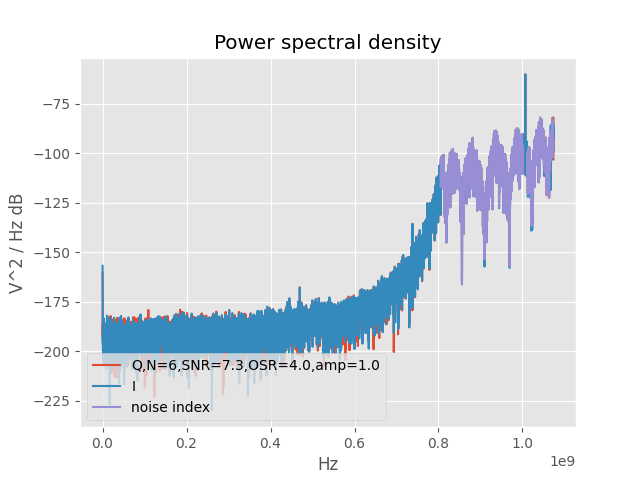 Power spectral density
−75
−100
−125
−150
−175
−200
−225
V^2 / Hz dB
Q,N=6,SNR=7.3,OSR=4.0,amp=1.0
I
noise index
0.0 0.2 0.4 0.6 0.8 1.0
1e9
Hz